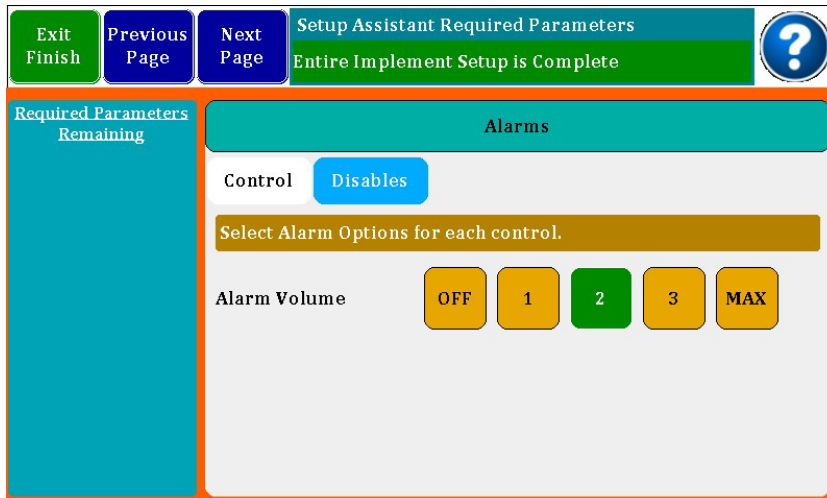 Exit
Finish
Previous
Page
Next
Page
Setup Assistant Required Parameters
Entire Implement Setup is Complete
?
Required Parameters
Remaining
Alarms
Control
Disables
Select Alarm Options for each control.
Alarm Volume
OFF
1
2
3
MAX